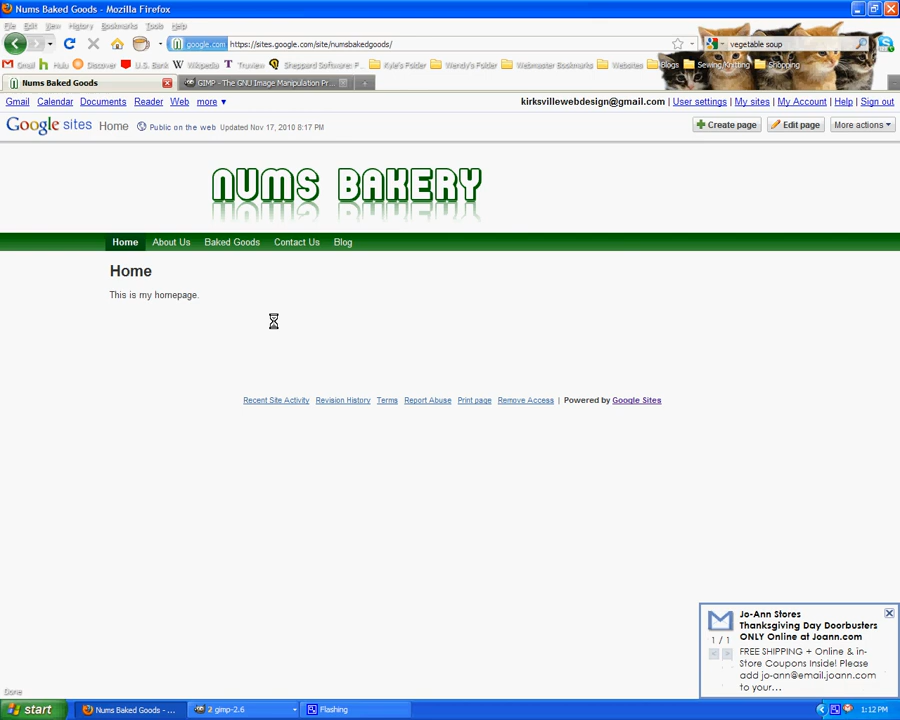 Nums Baked Goods - Mozilla Firefox
File Edit View History Bookmarks Tools Help
google.com https://sites.google.com/site/numsbakedgoods/
vegetable soup
Gmail Hulu Discover U.S. Bank Wikipedia Truview Sheppard Software: F... Kyle's Folder Wendy's Folder Webmaster Bookmarks Websites Blogs Sewing/Knitting Shopping
Nums Baked Goods
GIMP - The GNU Image Manipulation Pr...
Gmail Calendar Documents Reader Web more ▼
kirksvillewebdesign@gmail.com | User settings | My sites | My Account | Help | Sign out
Google sites Home Public on the web Updated Nov 17, 2010 8:17 PM
Create page Edit page More actions
NUMS BAKERY
Home About Us Baked Goods Contact Us Blog
Home
This is my homepage.
Recent Site Activity Revision History Terms Report Abuse Print page Remove Access | Powered by Google Sites
Jo-Ann Stores
Thanksgiving Day Doorbusters
ONLY Online at Joann.com
1 / 1
FREE SHIPPING + Online & in-
Store Coupons Inside! Please
add jo-ann@email.joann.com
to your...
Done
start Nums Baked Goods - ... 2 gimp-2.6 Flashing 1:12 PM